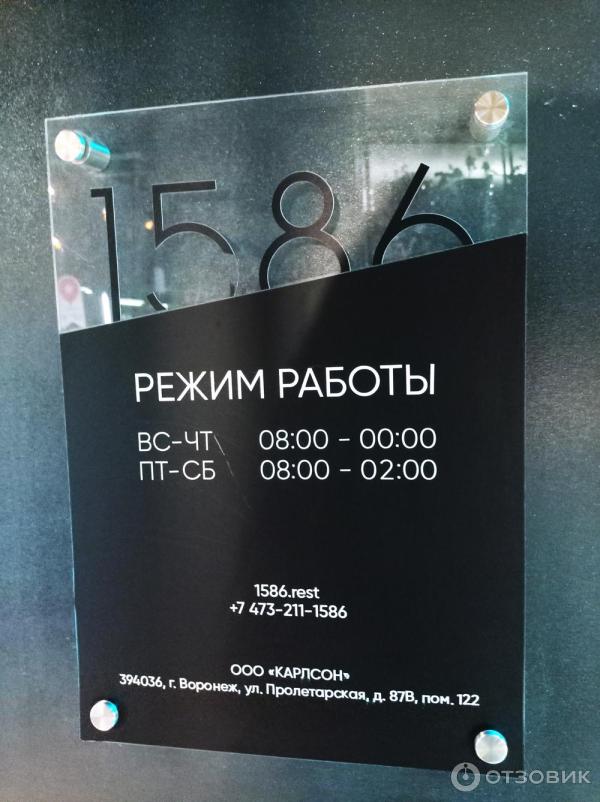 1586
РЕЖИМ РАБОТЫ
ВС-ЧТ 08:00 - 00:00
ПТ-СБ 08:00 - 02:00
1586.rest
+7 473-211-1586
ООО «КАРЛСОН»
394036, г. Воронеж, ул. Пролетарская, д. 87В, пом. 122
ОТЗОВИК